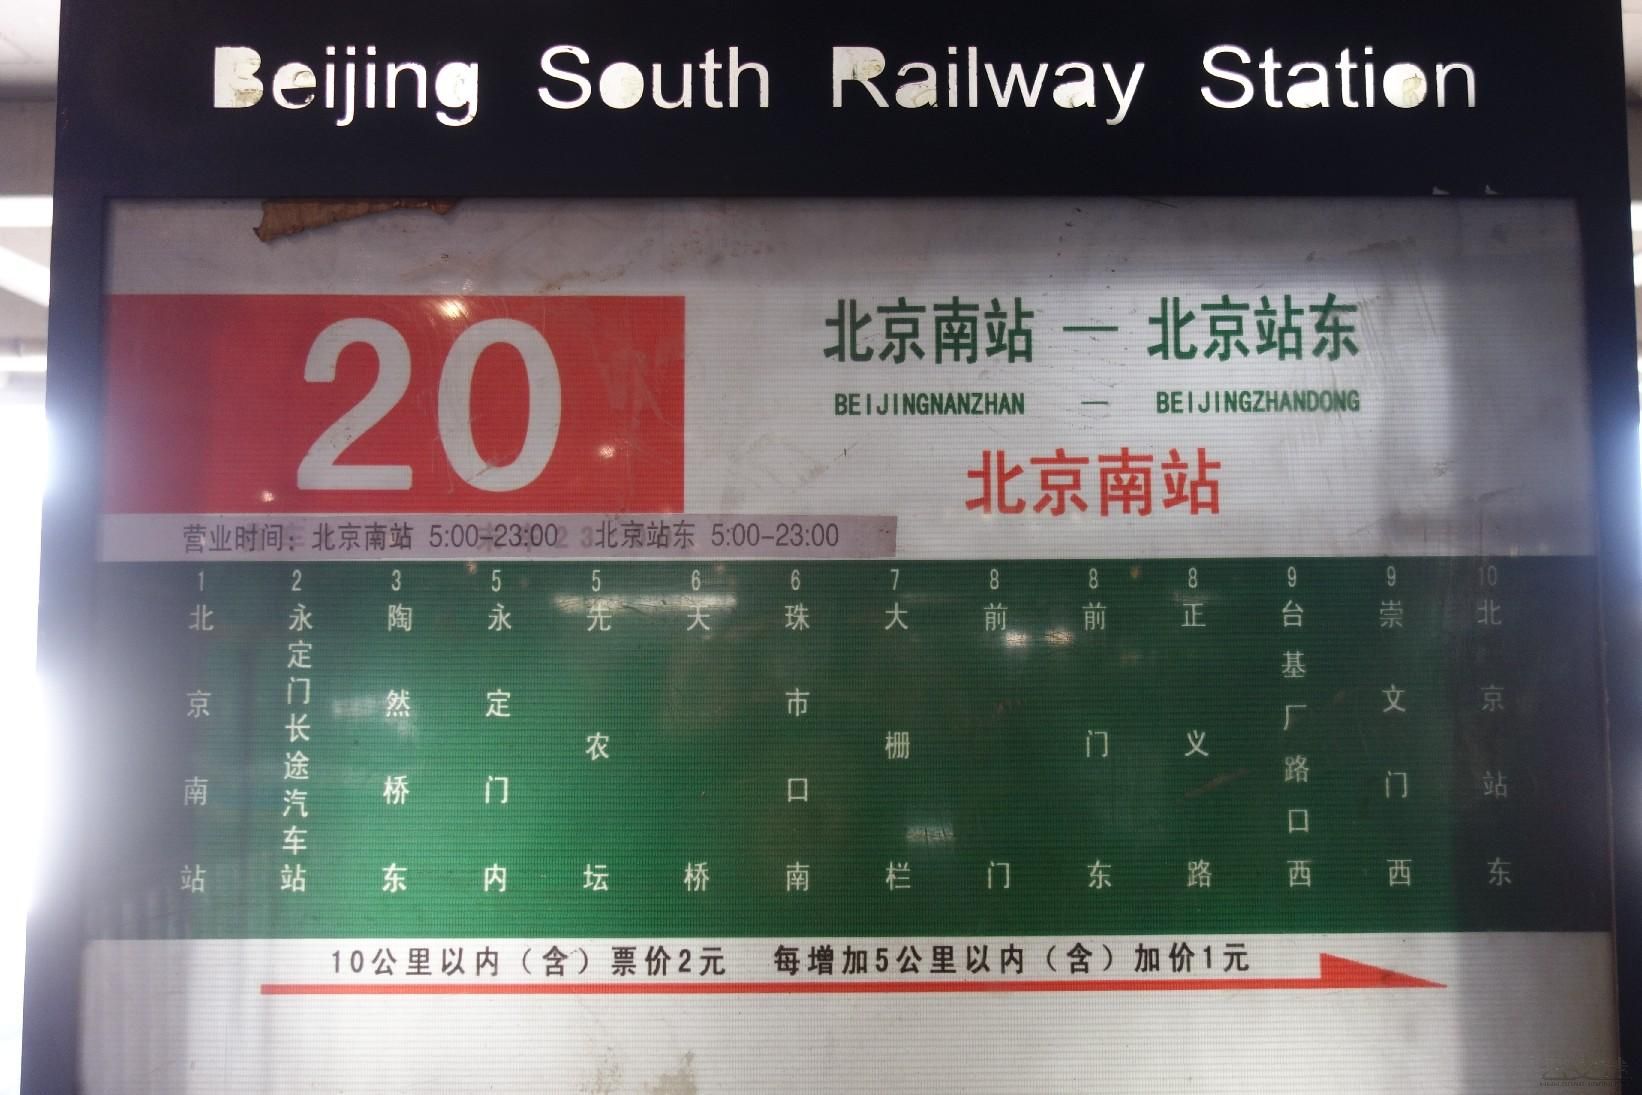 Beijing South Railway Station
20
北京南站 — 北京站东
BEIJINGNANZHAN — BEIJINGZHANDONG
北京南站
营业时间：北京南站 5:00-23:00 北京站东 5:00-23:00
1 北京南站
2 永定门长途汽车站
3 陶然桥东
5 永定门内
5 先农坛
6 天桥
6 珠市口南
7 大栅栏
8 前门
8 前门东
8 正义路
9 台基厂路口西
9 崇文门西
10 北京站东
10公里以内（含）票价2元 每增加5公里以内（含）加价1元